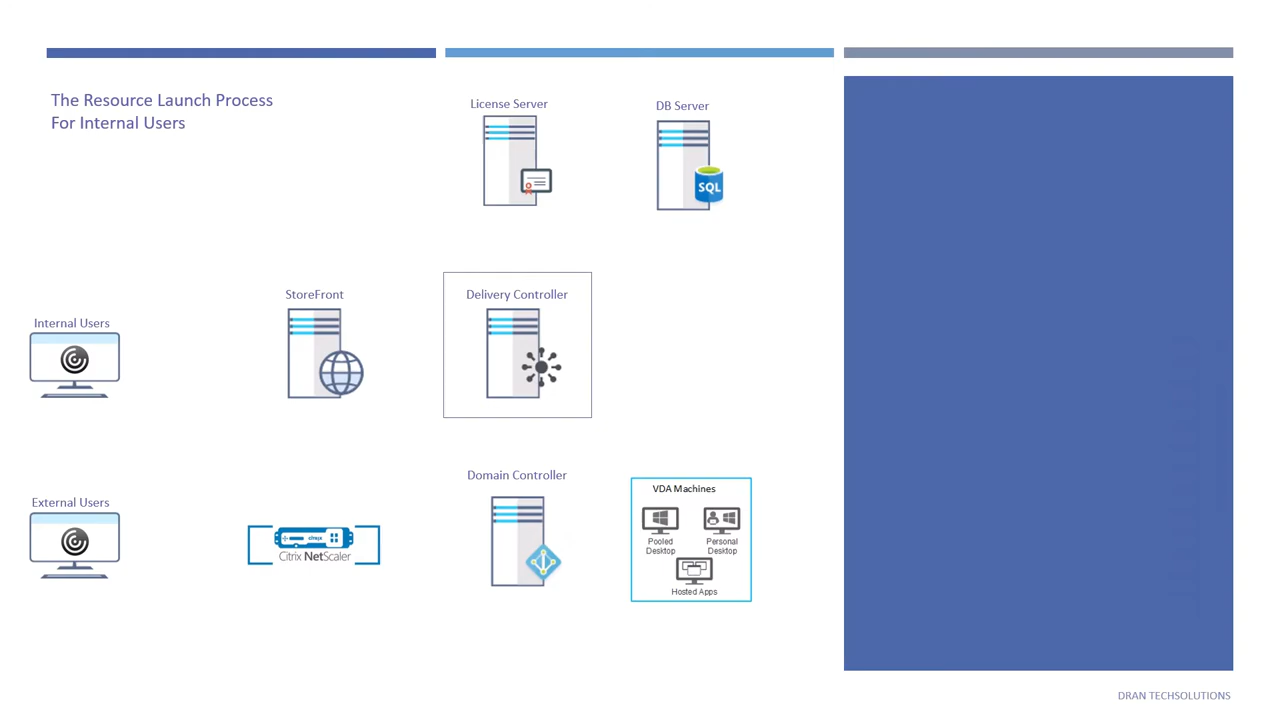 The Resource Launch Process
For Internal Users
License Server
DB Server
SQL
StoreFront
Delivery Controller
Internal Users
Domain Controller
External Users
VDA Machines
Pooled
Desktop
Personal
Desktop
Hosted Apps
citrix
Citrix NetScaler
DRAN TECHSOLUTIONS